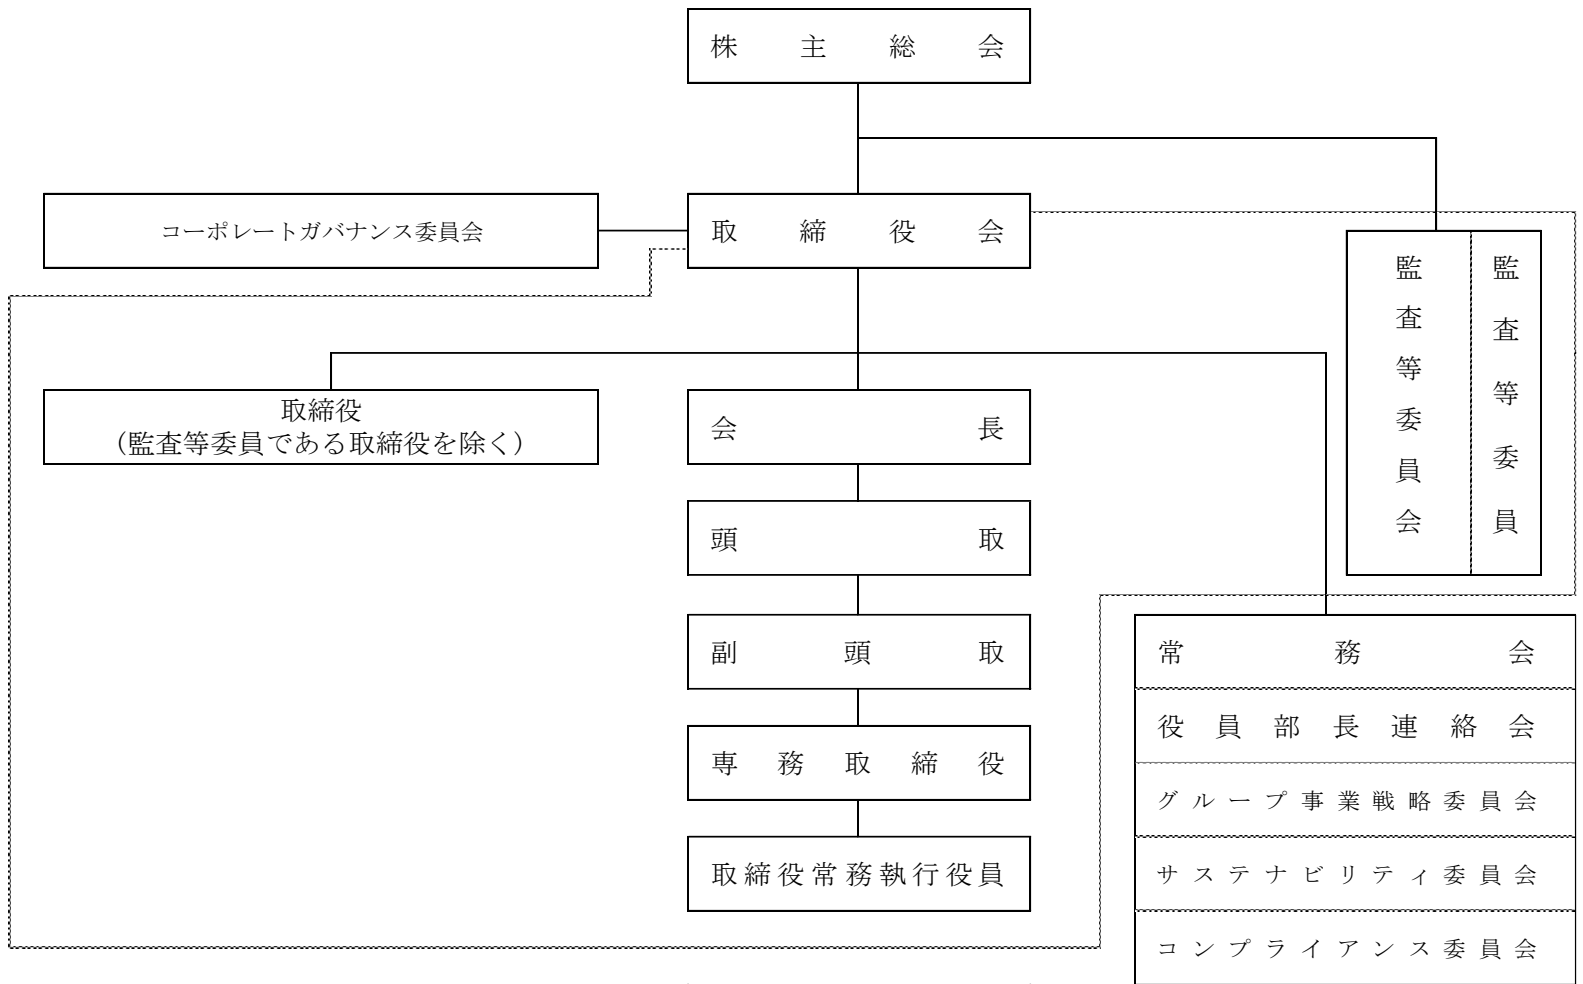 株主総会
コーポレートガバナンス委員会
取締役会
監査等委員会
監査等委員
取締役
（監査等委員である取締役を除く）
会長
頭取
副頭取
専務取締役
取締役常務執行役員
常務会
役員部長連絡会
グループ事業戦略委員会
サステナビリティ委員会
コンプライアンス委員会